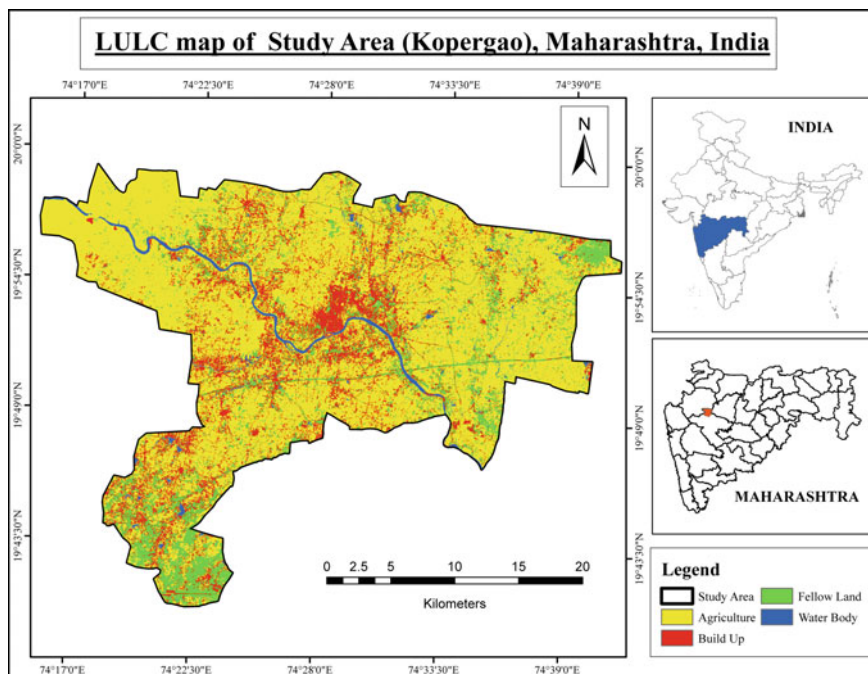 LULC map of Study Area (Kopergao), Maharashtra, India
74°17'0"E 74°22'30"E 74°28'0"E 74°33'30"E 74°39'0"E
20°0'0"N
19°54'30"N
19°49'0"N
19°43'30"N
N
20°0'0"N
19°54'30"N
19°49'0"N
19°43'3
0 2.5 5 10 15 20
Kilometers
74°17'0"E 74°22'30"E 74°28'0"E 74°33'30"E 74°39'0"E
INDIA
MAHARASHTRA
Legend
Study Area
Agriculture
Build Up
Fellow Land
Water Body